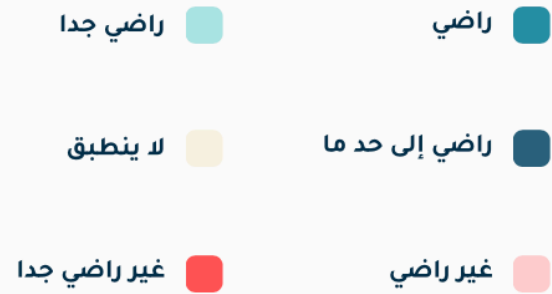 راضي
راضي جدا
راضي إلى حد ما
لا ينطبق
غير راضي
غير راضي جدا